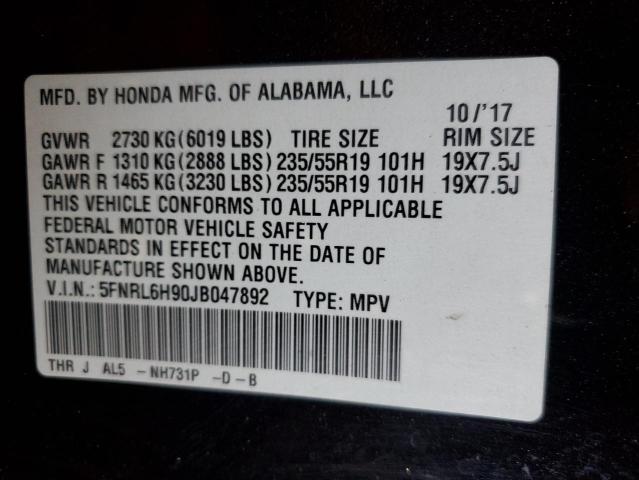 MFD. BY HONDA MFG. OF ALABAMA, LLC
10/'17
GVWR 2730 KG(6019 LBS) TIRE SIZE RIM SIZE
GAWR F 1310 KG(2888 LBS) 235/55R19 101H 19X7.5J
GAWR R 1465 KG(3230 LBS) 235/55R19 101H 19X7.5J
THIS VEHICLE CONFORMS TO ALL APPLICABLE
FEDERAL MOTOR VEHICLE SAFETY
STANDARDS IN EFFECT ON THE DATE OF
MANUFACTURE SHOWN ABOVE.
V.I.N.: 5FNRL6H90JB047892 TYPE: MPV
THR J AL5 -NH731P -D-B